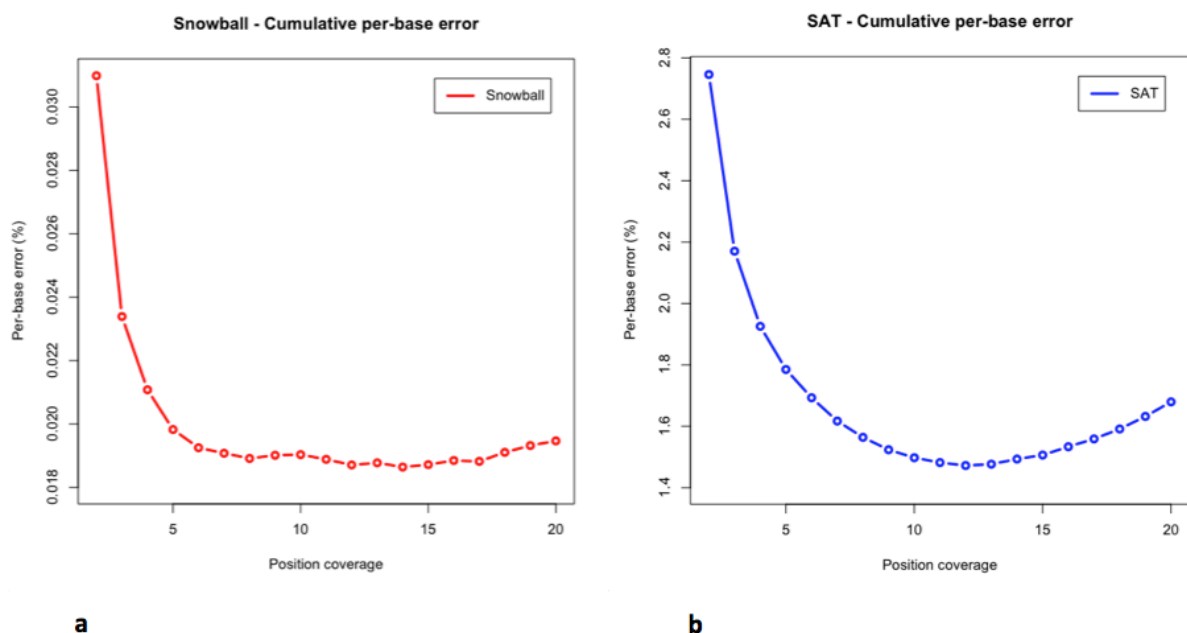 Snowball - Cumulative per-base error
Snowball
Per-base error (%)
0.030
0.028
0.026
0.024
0.022
0.020
0.018
5 10 15 20
Position coverage
a
SAT - Cumulative per-base error
SAT
Per-base error (%)
2.8
2.6
2.4
2.2
2.0
1.8
1.6
1.4
5 10 15 20
Position coverage
b